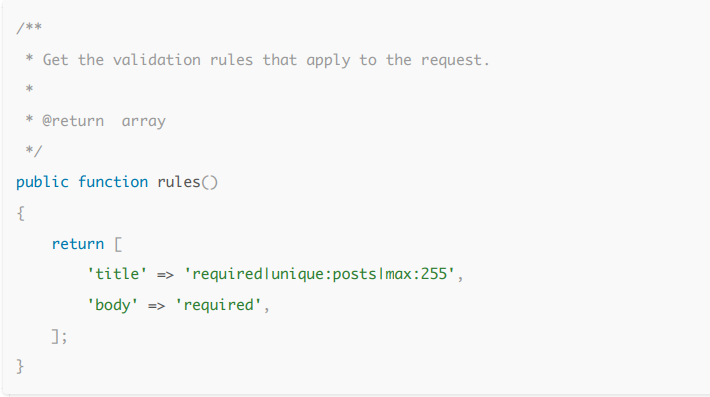 /**
 * Get the validation rules that apply to the request.
 *
 * @return  array
 */
public function rules()
{
    return [
        'title' => 'required|unique:posts|max:255',
        'body' => 'required',
    ];
}